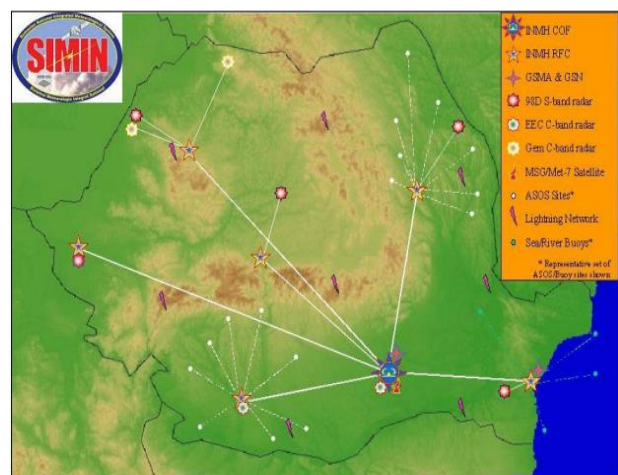 SIMIN
INMH COF
INMH RFC
GSMA & GSN
98D S-band radar
EEC C-band radar
Gem C-band radar
MSG/Met-7 Satellite
ASOS Sites*
Lightning Network
Sea/River Buoys*
* Representative set of
ASOS/Buoy sites shown